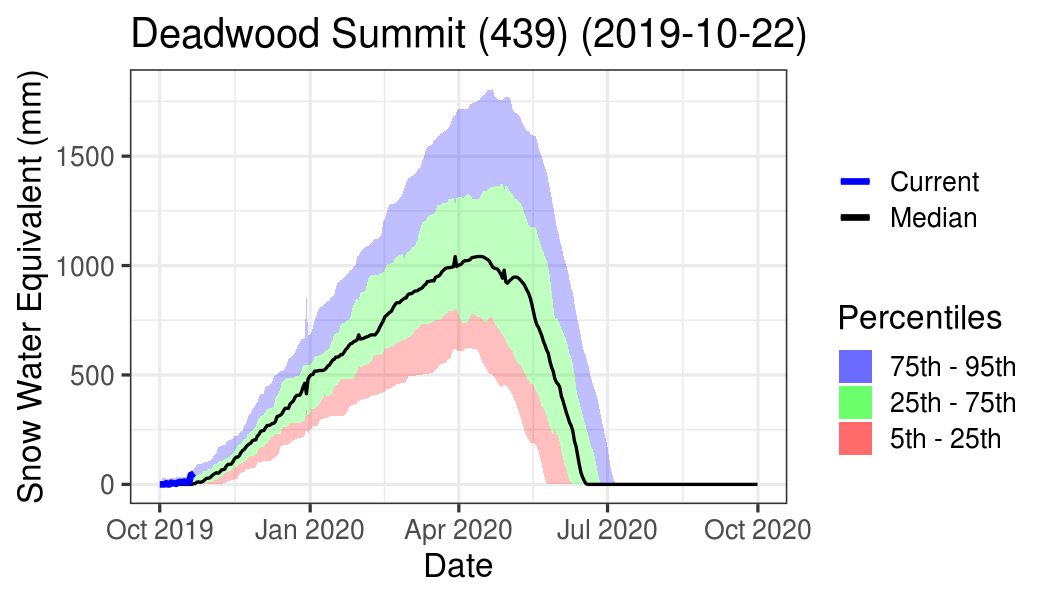 Deadwood Summit (439) (2019-10-22)
Snow Water Equivalent (mm)
1500
1000
500
0
Oct 2019 Jan 2020 Apr 2020 Jul 2020 Oct 2020
Date
Current
Median
Percentiles
75th - 95th
25th - 75th
5th - 25th